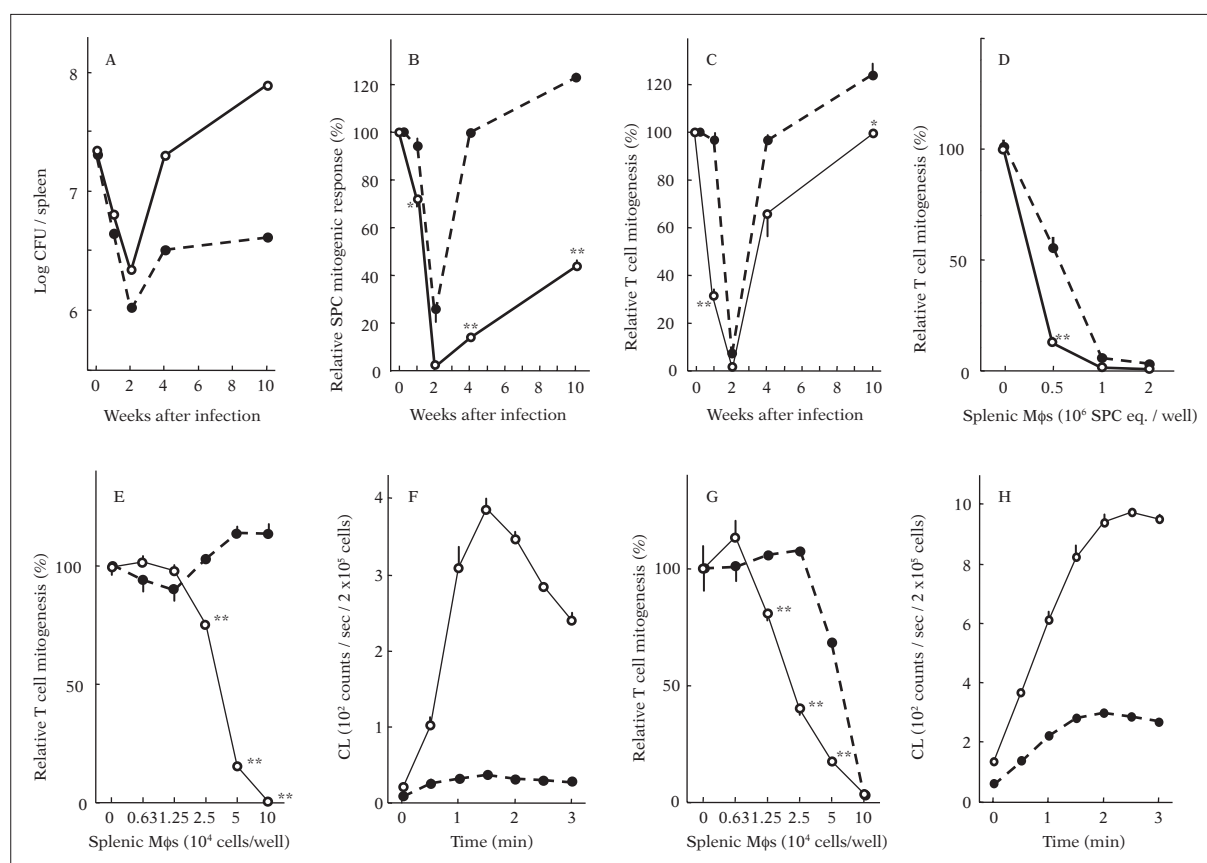 A
Log CFU / spleen
8
7
6
0 2 4 6 8 10
Weeks after infection
B
Relative SPC mitogenic response (%)
120
100
80
60
40
20
0
*
**
**
0 2 4 6 8 10
Weeks after infection
C
Relative T cell mitogenesis (%)
120
100
80
60
40
20
0
**
*
0 2 4 6 8 10
Weeks after infection
D
Relative T cell mitogenesis (%)
100
50
0
**
0 0.5 1 2
Splenic Mφs (10⁶ SPC eq. / well)
E
Relative T cell mitogenesis (%)
100
50
0
**
**
**
0 0.63 1.25 2.5 5 10
Splenic Mφs (10⁴ cells/well)
F
CL (10² counts / sec / 2 x10⁵ cells)
4
2
0
0 1 2 3
Time (min)
G
Relative T cell mitogenesis (%)
100
50
0
**
**
**
0 0.63 1.25 2.5 5 10
Splenic Mφs (10⁴ cells/well)
H
CL (10² counts / sec / 2 x10⁵ cells)
10
8
6
4
2
0
0 1 2 3
Time (min)